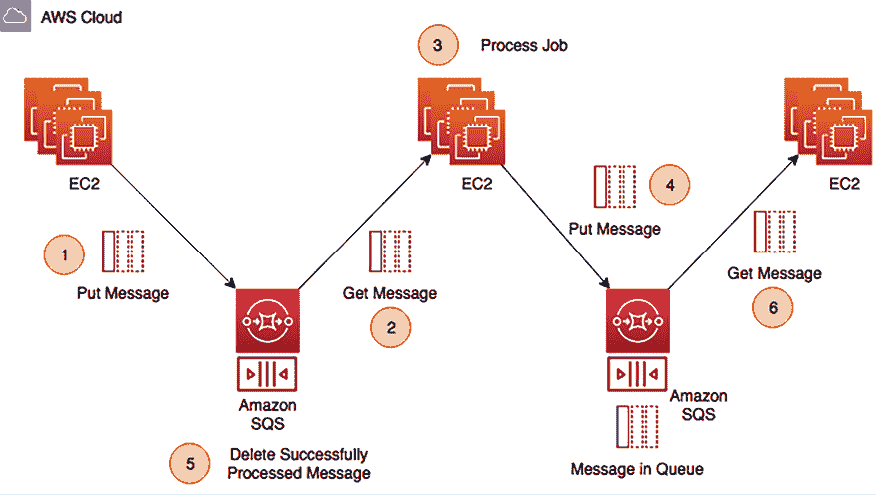 AWS Cloud
3
Process Job
EC2
EC2
EC2
1
Put Message
Get Message
2
4
Put Message
Get Message
6
Amazon
SQS
Amazon
SQS
5
Delete Successfully
Processed Message
Message in Queue